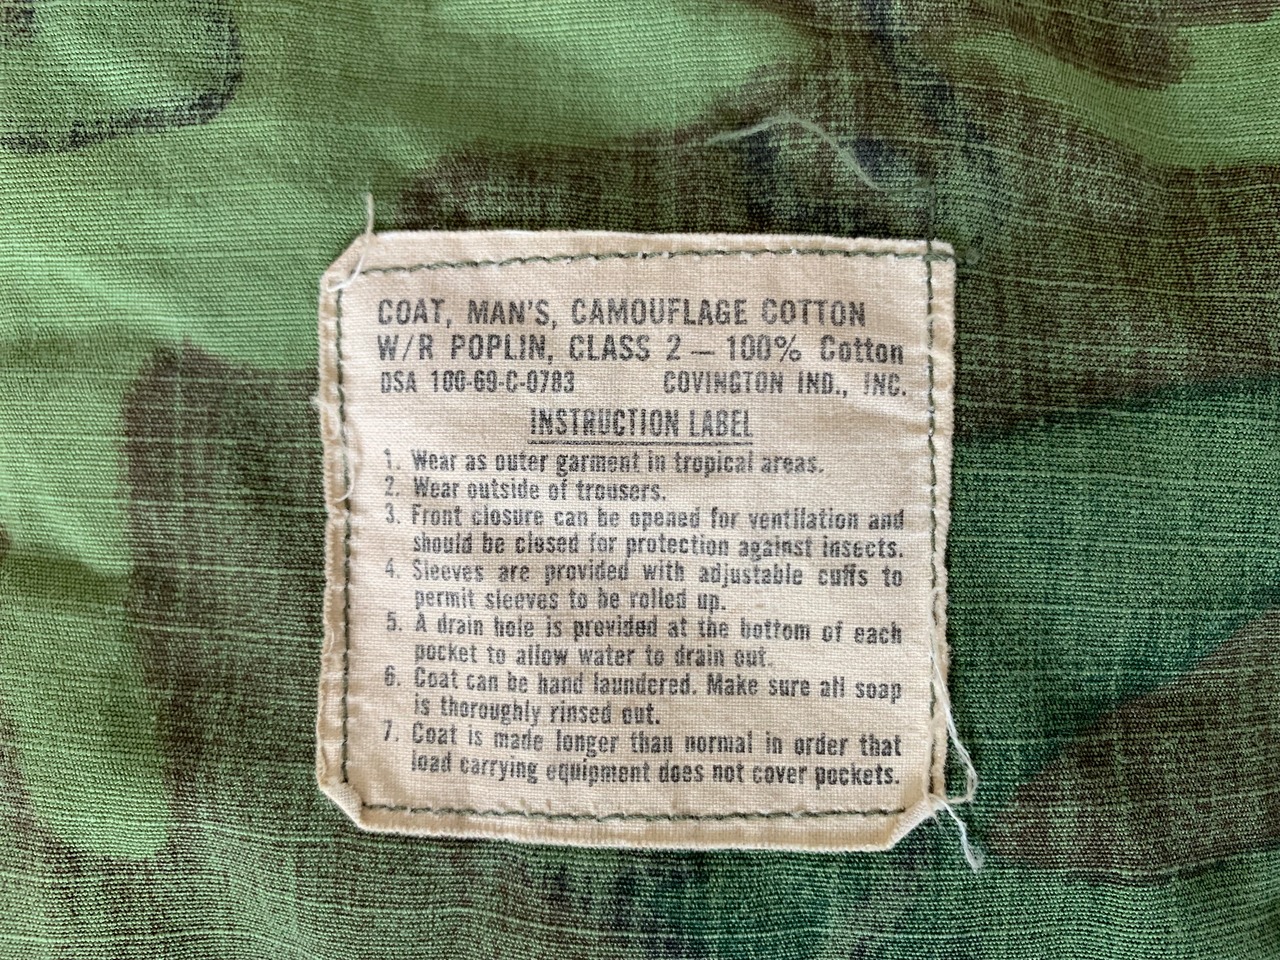 COAT, MAN'S, CAMOUFLAGE COTTON
W/R POPLIN, CLASS 2 — 100% Cotton
DSA 100-69-C-0783 COVINGTON IND., INC.
INSTRUCTION LABEL
1. Wear as outer garment in tropical areas.
2. Wear outside of trousers.
3. Front closure can be opened for ventilation and
should be closed for protection against insects.
4. Sleeves are provided with adjustable cuffs to
permit sleeves to be rolled up.
5. A drain hole is provided at the bottom of each
pocket to allow water to drain out.
6. Coat can be hand laundered. Make sure all soap
is thoroughly rinsed out.
7. Coat is made longer than normal in order that
load carrying equipment does not cover pockets.